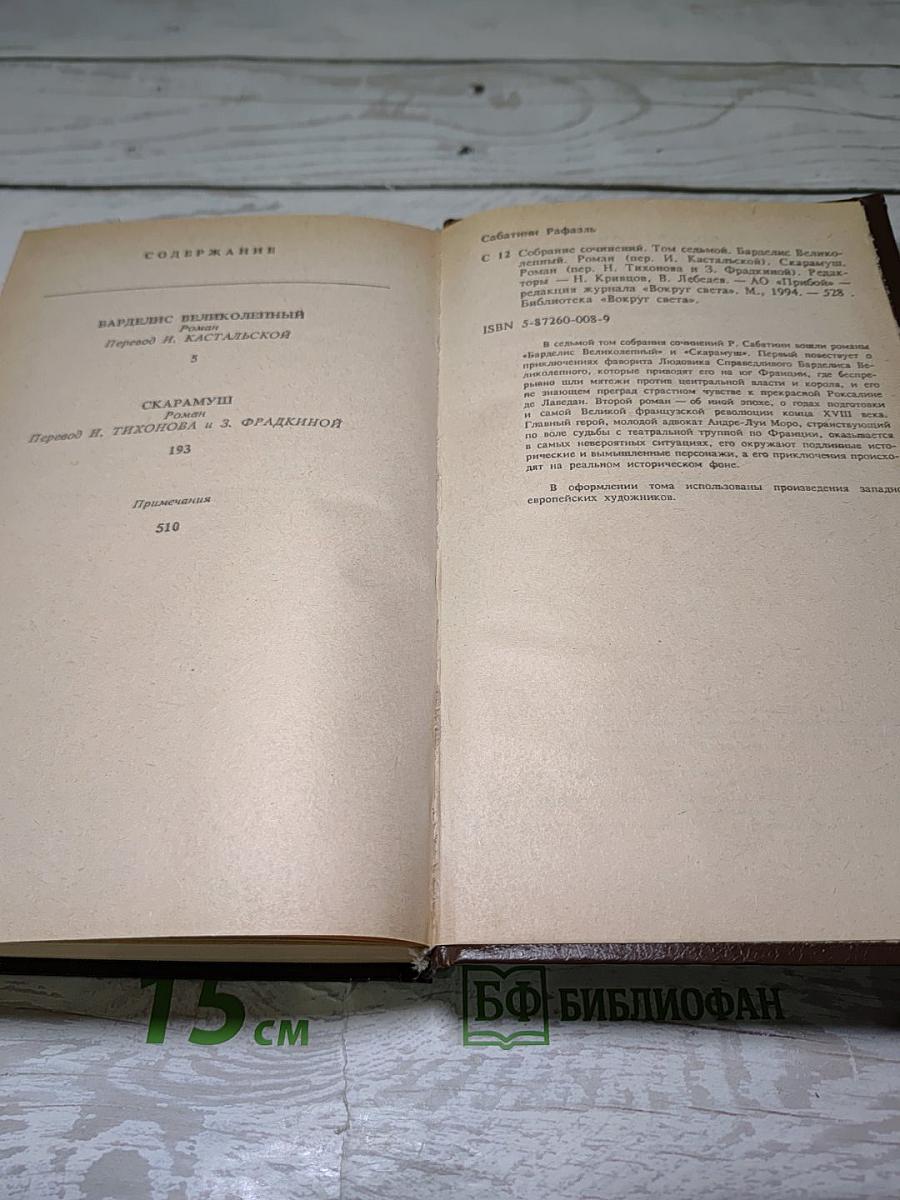 СОДЕРЖАНИЕ
БАРДЕЛИС ВЕЛИКОЛЕПНЫЙ
Роман
Перевод И. КАСТАЛЬСКОЙ
5
СКАРАМУШ
Роман
Перевод Н. ТИХОНОВА и З. ФРАДКИНОЙ
193
Примечания
510
Сабатини Рафаэль
С 12 Собрание сочинений. Том седьмой. Барделис Велико-
лепный. Роман (пер. И. Кастальской). Скарамуш.
Роман (пер. Н. Тихонова и З. Фрадкиной). Редак-
торы — Н. Кривцов, В. Лебедев. — АО «Прибой» —
редакция журнала «Вокруг света». М., 1994. — 528 .
Библиотека «Вокруг света».
ISBN 5-87260-008-9
В седьмой том собрания сочинений Р. Сабатини вошли романы
«Барделис Великолепный» и «Скарамуш». Первый повествует о
приключениях фаворита Людовика Справедливого Барделиса Ве-
ликолепного, которые приводят его на юг Франции, где беспре-
рывно шли мятежи против центральной власти и короля, и его
не знающем преград страстном чувстве к прекрасной Роксалине
де Лаведан. Второй роман — об иной эпохе, о годах подготовки
и самой Великой французской революции конца XVIII века.
Главный герой, молодой адвокат Андре-Луи Моро, странствующий
по воле судьбы с театральной труппой по Франции, оказывается
в самых невероятных ситуациях, его окружают подлинные исто-
рические и вымышленные персонажи, а его приключения происхо-
дят на реальном историческом фоне.
В оформлении тома использованы произведения западно
европейских художников.
15 см
БФ БИБЛИОФАН